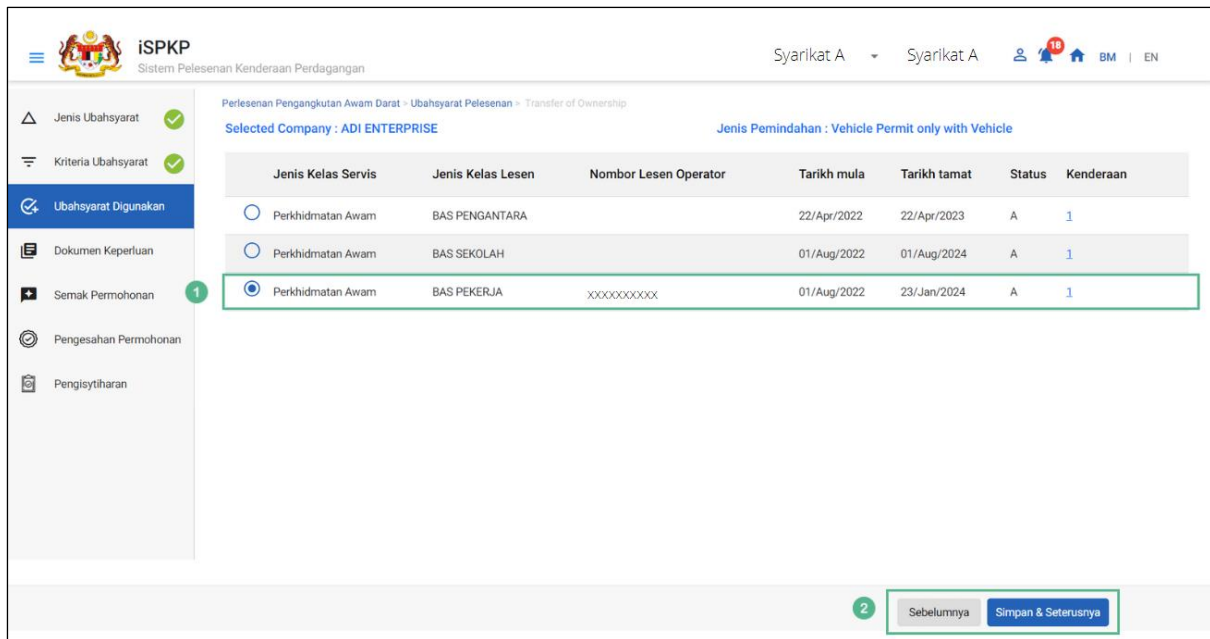 iSPKP
Sistem Pelesenan Kenderaan Perdagangan
Syarikat A Syarikat A 18 BM | EN
Jenis Ubahsyarat
Kriteria Ubahsyarat
Ubahsyarat Digunakan
Dokumen Keperluan
Semak Permohonan
Pengesahan Permohonan
Pengisytiharan
Perlesenan Pengangkutan Awam Darat > Ubahsyarat Pelesenan > Transfer of Ownership
Selected Company : ADI ENTERPRISE Jenis Pemindahan : Vehicle Permit only with Vehicle
Jenis Kelas Servis Jenis Kelas Lesen Nombor Lesen Operator Tarikh mula Tarikh tamat Status Kenderaan
Perkhidmatan Awam BAS PENGANTARA 22/Apr/2022 22/Apr/2023 A 1
Perkhidmatan Awam BAS SEKOLAH 01/Aug/2022 01/Aug/2024 A 1
1 Perkhidmatan Awam BAS PEKERJA XXXXXXXXXX 01/Aug/2022 23/Jan/2024 A 1
2 Sebelumnya Simpan & Seterusnya